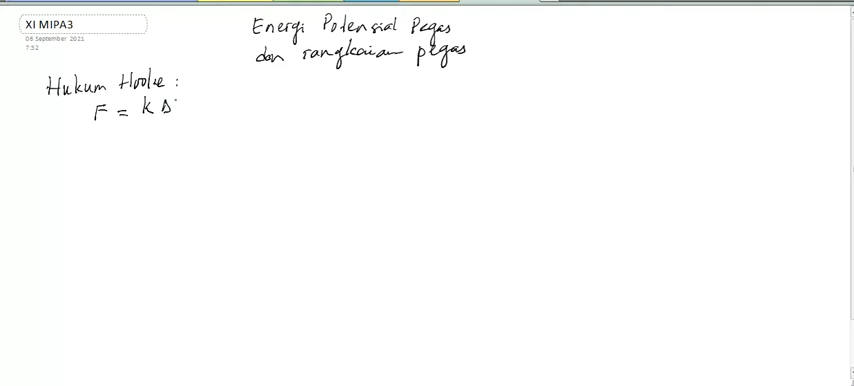 XI MIPA3
06 September 2021
7:32
Energi Potensial Pegas
dan rangkaian pegas
Hukum Hooke :
F = k Δ